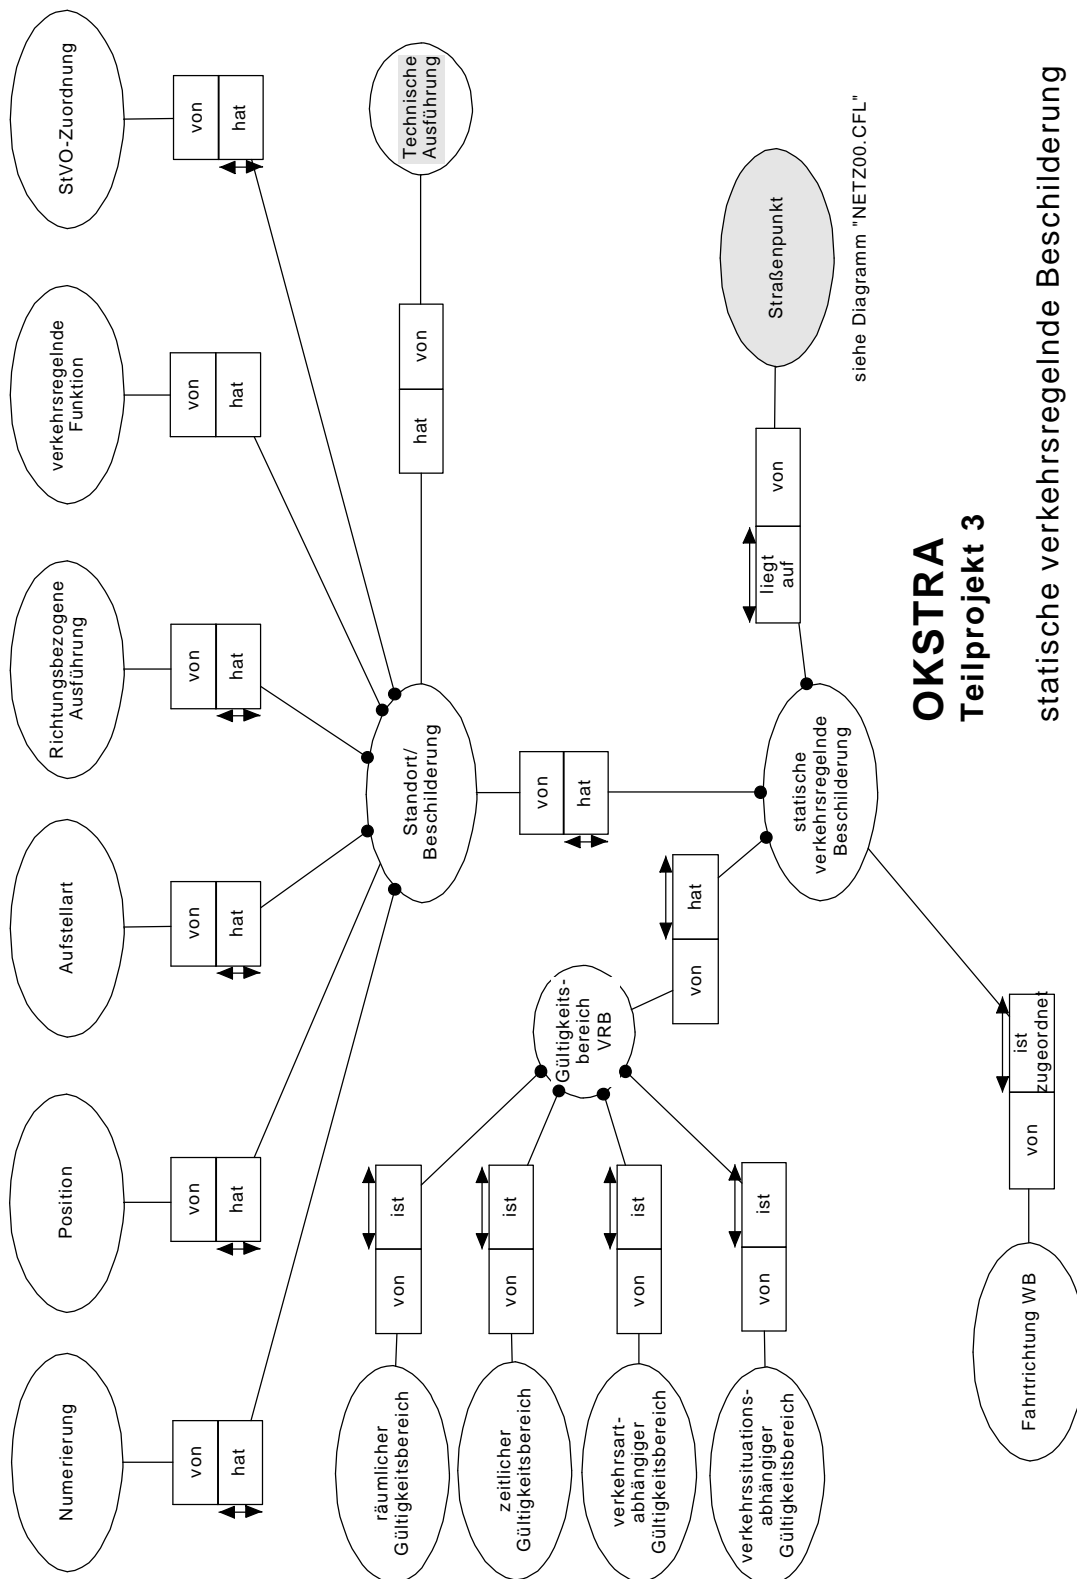 Numerierung
Position
Aufstellart
Richtungsbezogene
Ausführung
verkehrsregelnde
Funktion
StVO-Zuordnung
von
hat
von
hat
von
hat
von
hat
von
hat
von
hat
Standort/
Beschilderung
hat
von
Technische
Ausführung
von
hat
räumlicher
Gültigkeitsbereich
von
ist
zeitlicher
Gültigkeitsbereich
von
ist
verkehrsart-
abhängiger
Gültigkeitsbereich
von
ist
verkehrssituations-
abhängiger
Gültigkeitsbereich
von
ist
Gültigkeits-
bereich
VRB
von
hat
statische
verkehrsregelnde
Beschilderung
liegt
auf
von
Straßenpunkt
siehe Diagramm "NETZ00.CFL"
Fahrtrichtung WB
von
ist
zugeordnet
OKSTRA
Teilprojekt 3
statische verkehrsregelnde Beschilderung